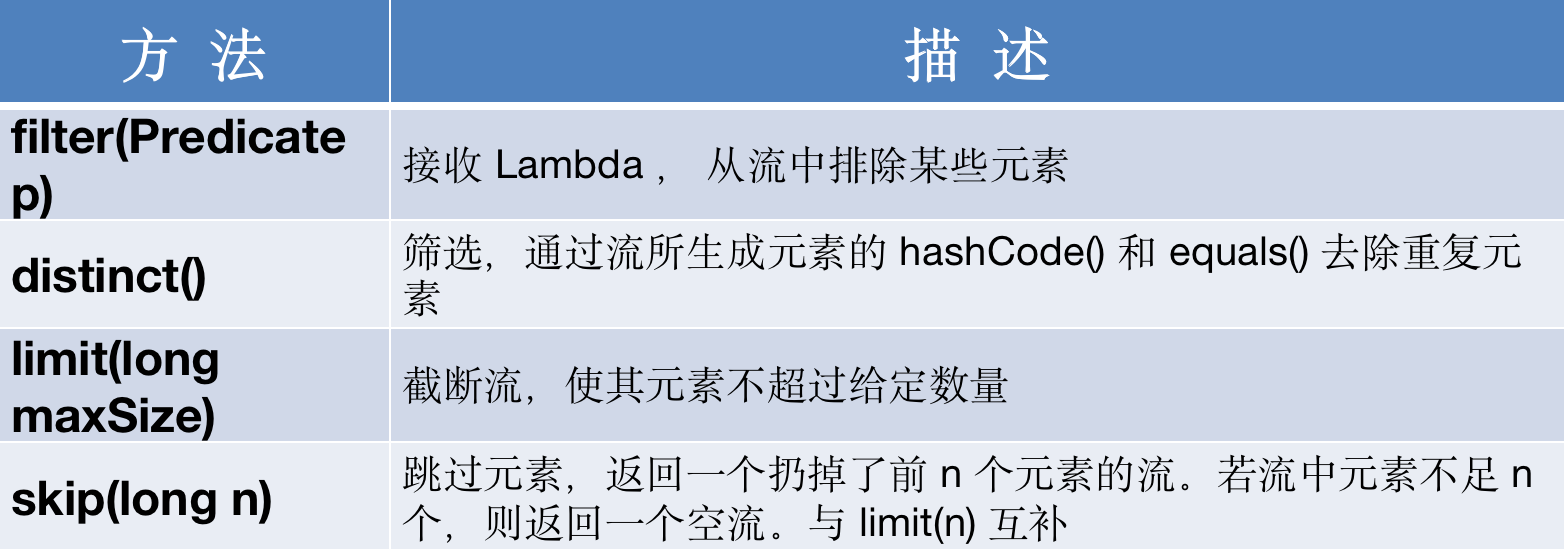 方 法
描 述
filter(Predicate
p)
接收 Lambda ， 从流中排除某些元素
distinct()
筛选，通过流所生成元素的 hashCode() 和 equals() 去除重复元
素
limit(long
maxSize)
截断流，使其元素不超过给定数量
skip(long n)
跳过元素，返回一个扔掉了前 n 个元素的流。若流中元素不足 n
个，则返回一个空流。与 limit(n) 互补